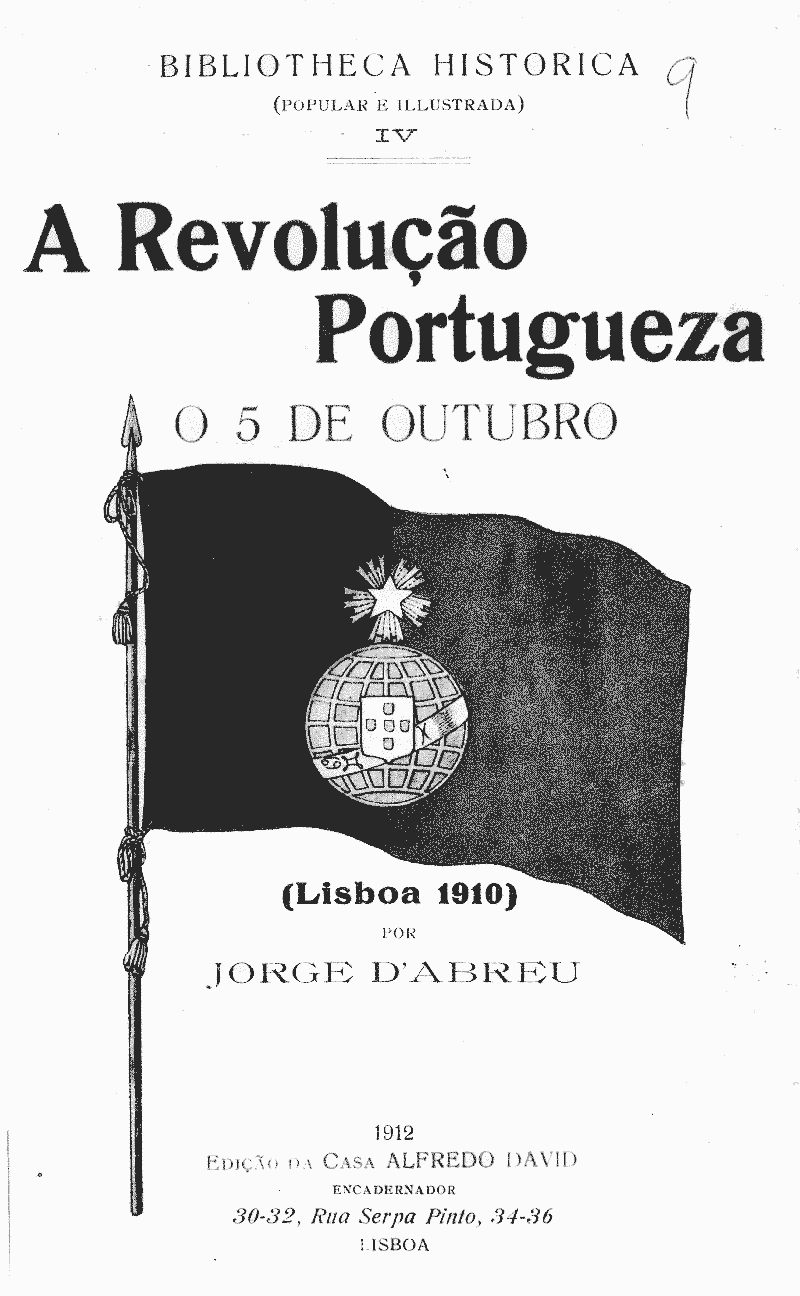 BIBLIOTHECA HISTORICA
9
(POPULAR E ILLUSTRADA)
IV
A Revolução
Portugueza
O 5 DE OUTUBRO
(Lisboa 1910)
POR
JORGE D'ABREU
1912
EDIÇÃO DA CASA ALFREDO DAVID
ENCADERNADOR
30-32, Rua Serpa Pinto, 34-36
LISBOA